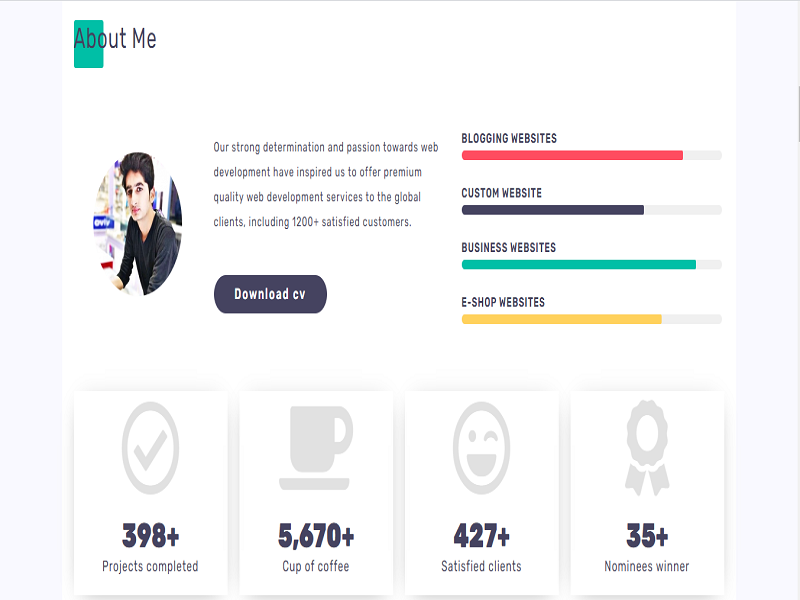 About Me
Our strong determination and passion towards web
development have inspired us to offer premium
quality web development services to the global
clients, including 1200+ satisfied customers.
Download cv
BLOGGING WEBSITES
CUSTOM WEBSITE
BUSINESS WEBSITES
E-SHOP WEBSITES
398+
Projects completed
5,670+
Cup of coffee
427+
Satisfied clients
35+
Nominees winner